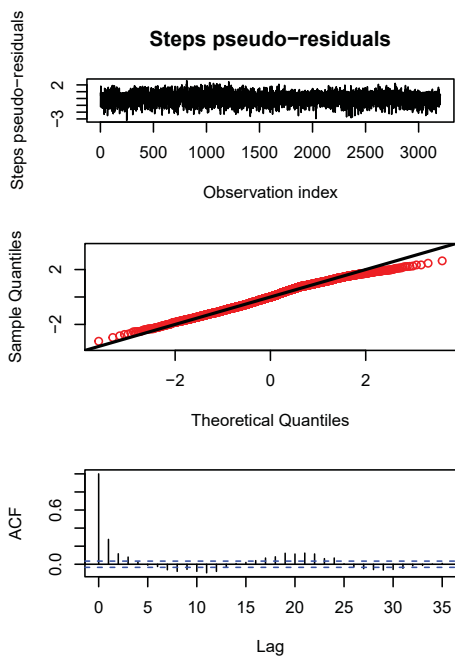 Steps pseudo−residuals
Steps pseudo−residuals
2
−3
0 500 1000 1500 2000 2500 3000
Observation index
Sample Quantiles
2
−2
−2 0 2
Theoretical Quantiles
ACF
0.6
0.0
0 5 10 15 20 25 30 35
Lag